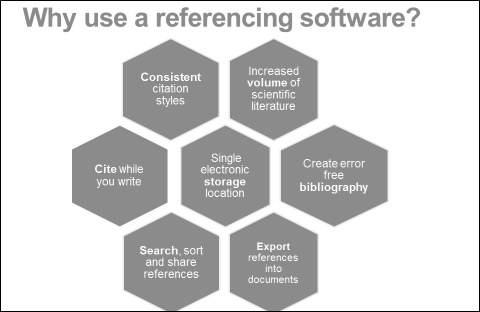 Why use a referencing software?
Consistent
citation
styles
Increased
volume of
scientific
literature
Cite while
you write
Single
electronic
storage
location
Create error
free
bibliography
Search, sort
and share
references
Export
references
into
documents